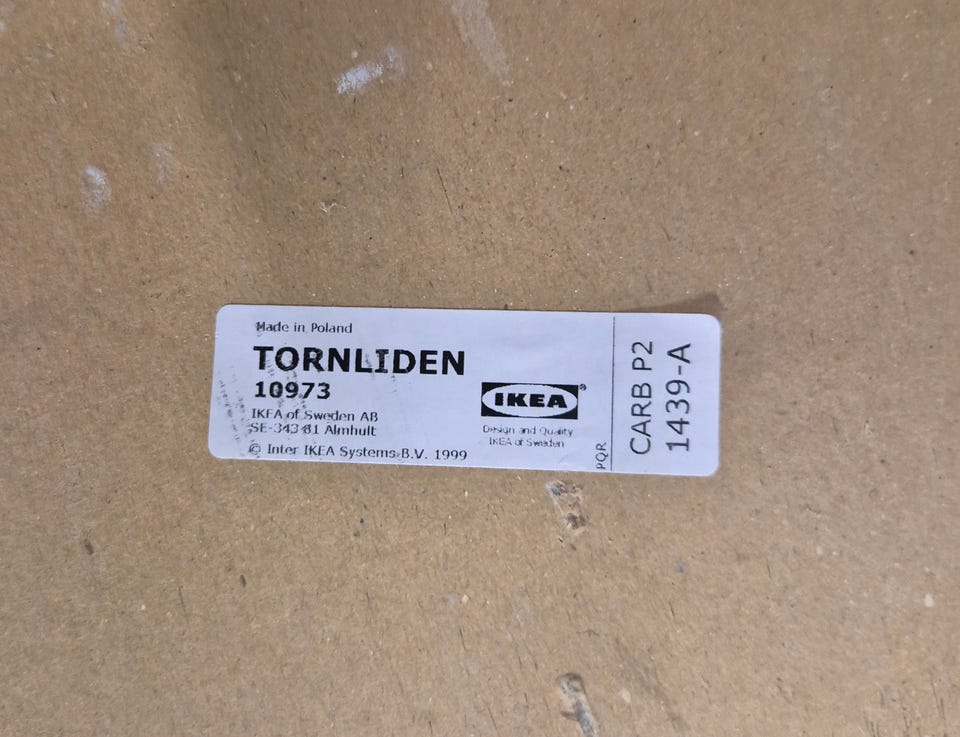 Made in Poland
TORNLIDEN
10973
IKEA of Sweden AB
SE-343 81 Älmhult
© Inter IKEA Systems B.V. 1999
IKEA®
Design and Quality
IKEA of Sweden
PQR
CARB P2
1439-A